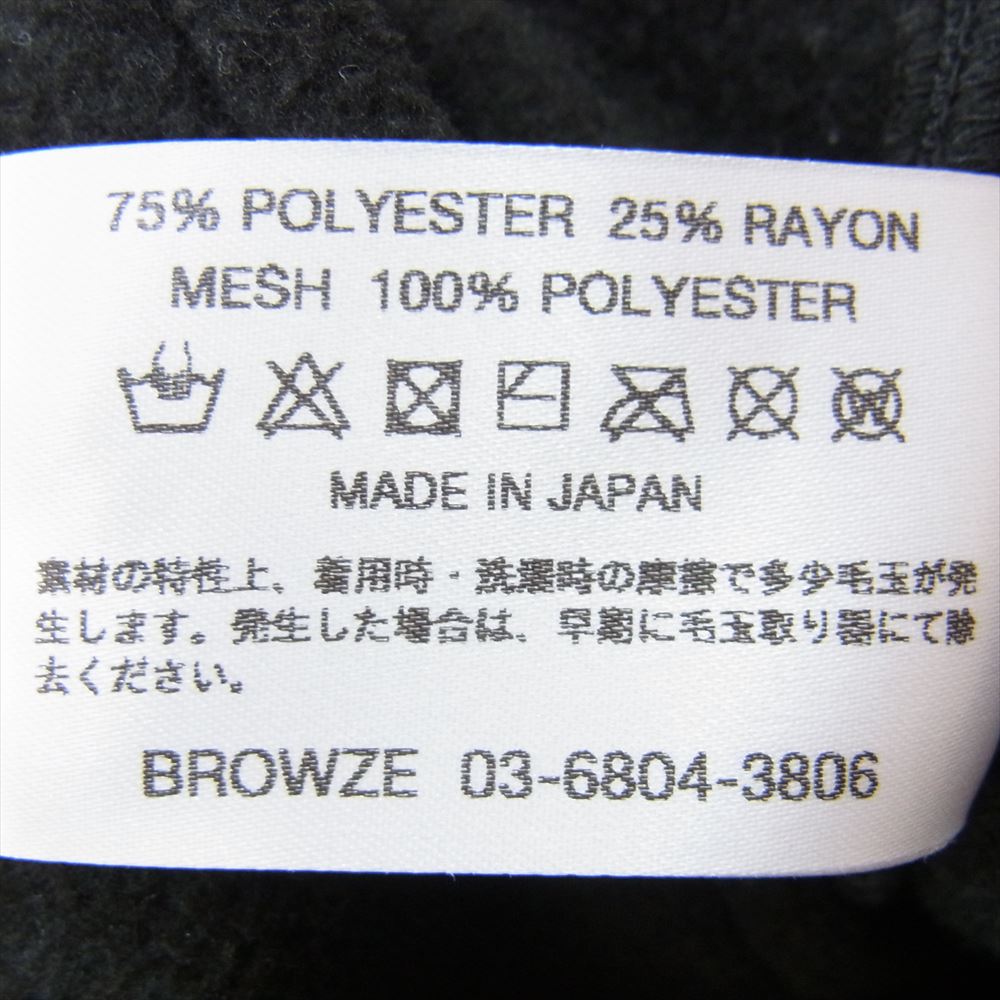 75% POLYESTER 25% RAYON
MESH 100% POLYESTER
MADE IN JAPAN
素材の特性上、着用時・洗濯時の摩擦で多少毛玉が発
生します。発生した場合は、早期に毛玉取り器にて除
去ください。
BROWZE 03-6804-3806